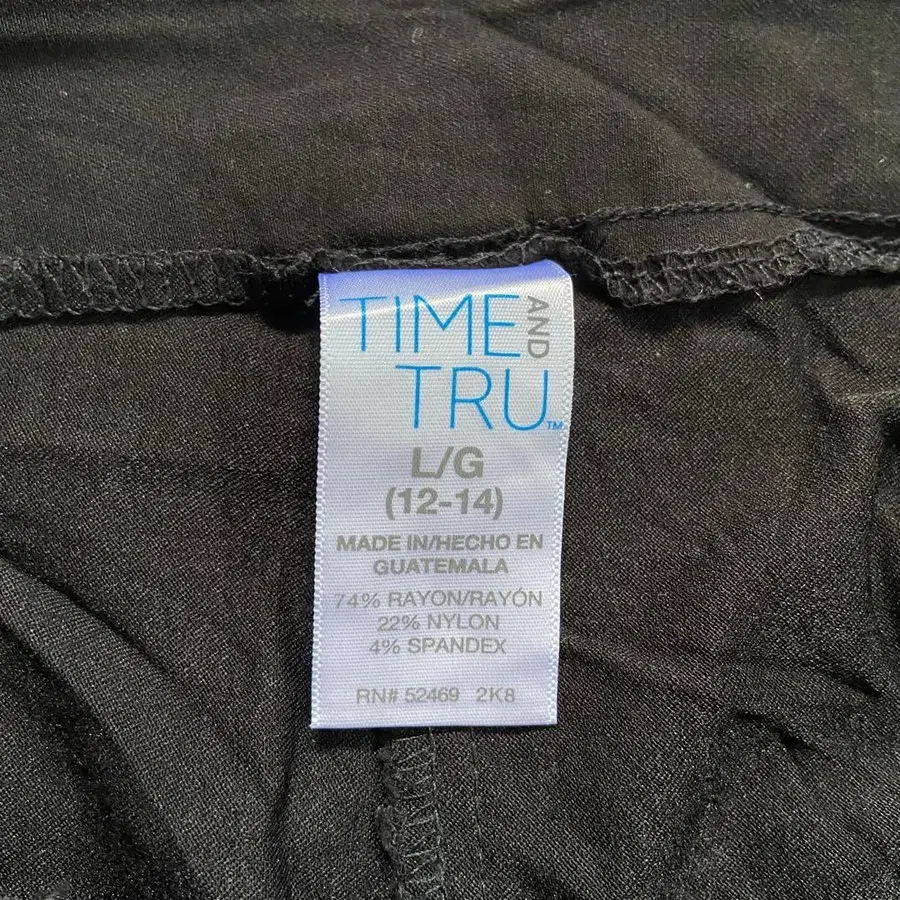 TIME AND
TRU™
L/G
(12-14)
MADE IN/HECHO EN
GUATEMALA
74% RAYON/RAYÓN
22% NYLON
4% SPANDEX
RN# 52469 2K8